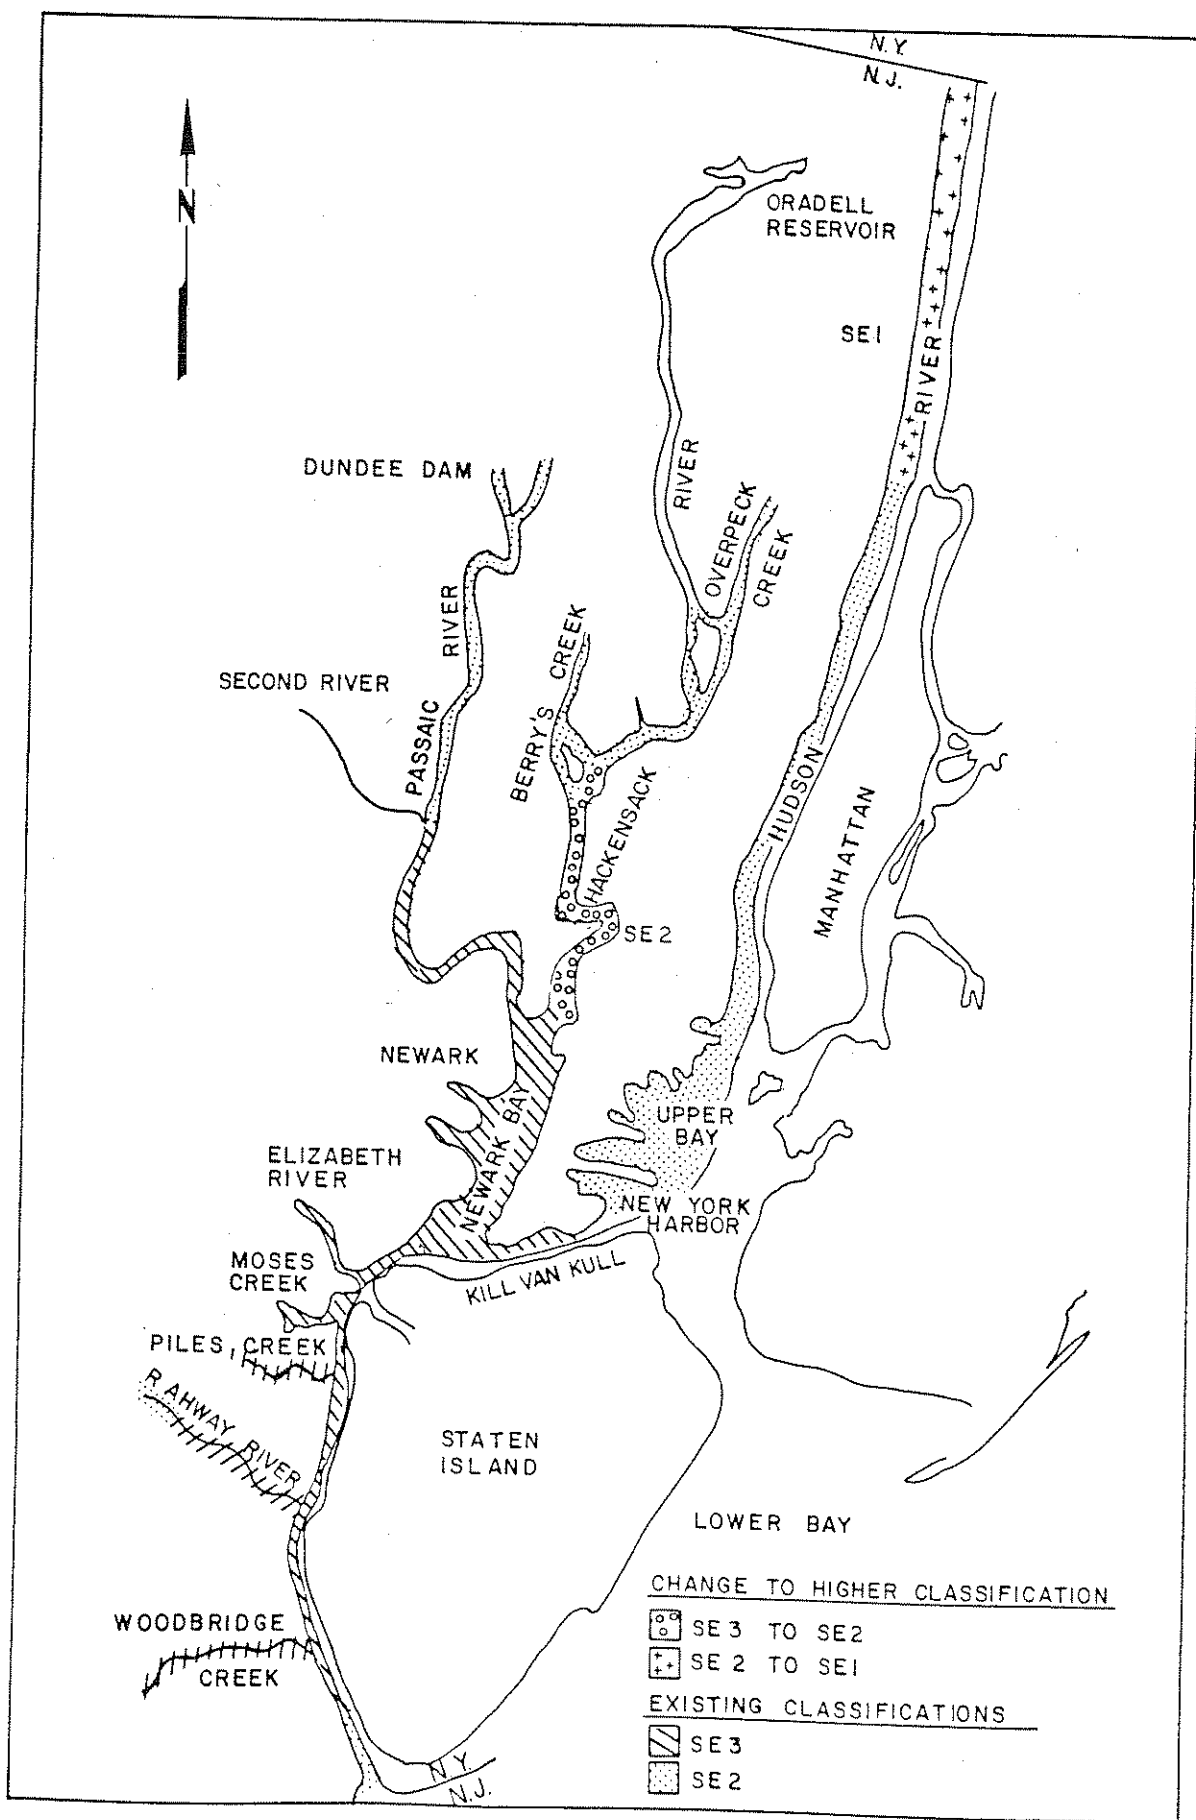 N.Y.
N.J.
N
ORADELL
RESERVOIR
SE1
RIVER
DUNDEE DAM
RIVER
OVERPECK
CREEK
RIVER
BERRY'S CREEK
SECOND RIVER
PASSAIC
HACKENSACK
HUDSON
MANHATTAN
SE2
NEWARK
NEWARK BAY
UPPER
BAY
ELIZABETH
RIVER
NEW YORK
HARBOR
MOSES
CREEK
KILL VAN KULL
PILES CREEK
RAHWAY RIVER
STATEN
ISLAND
LOWER BAY
CHANGE TO HIGHER CLASSIFICATION
SE3 TO SE2
SE2 TO SE1
WOODBRIDGE
CREEK
EXISTING CLASSIFICATIONS
SE3
SE2
N.Y.
N.J.